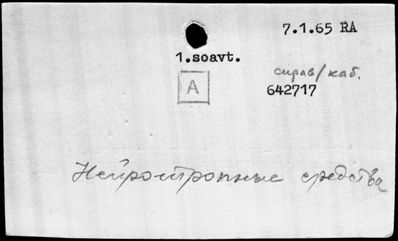 7.1.65 RA
1.soavt.
справ/каб.
A
642717
Нейротропные средства